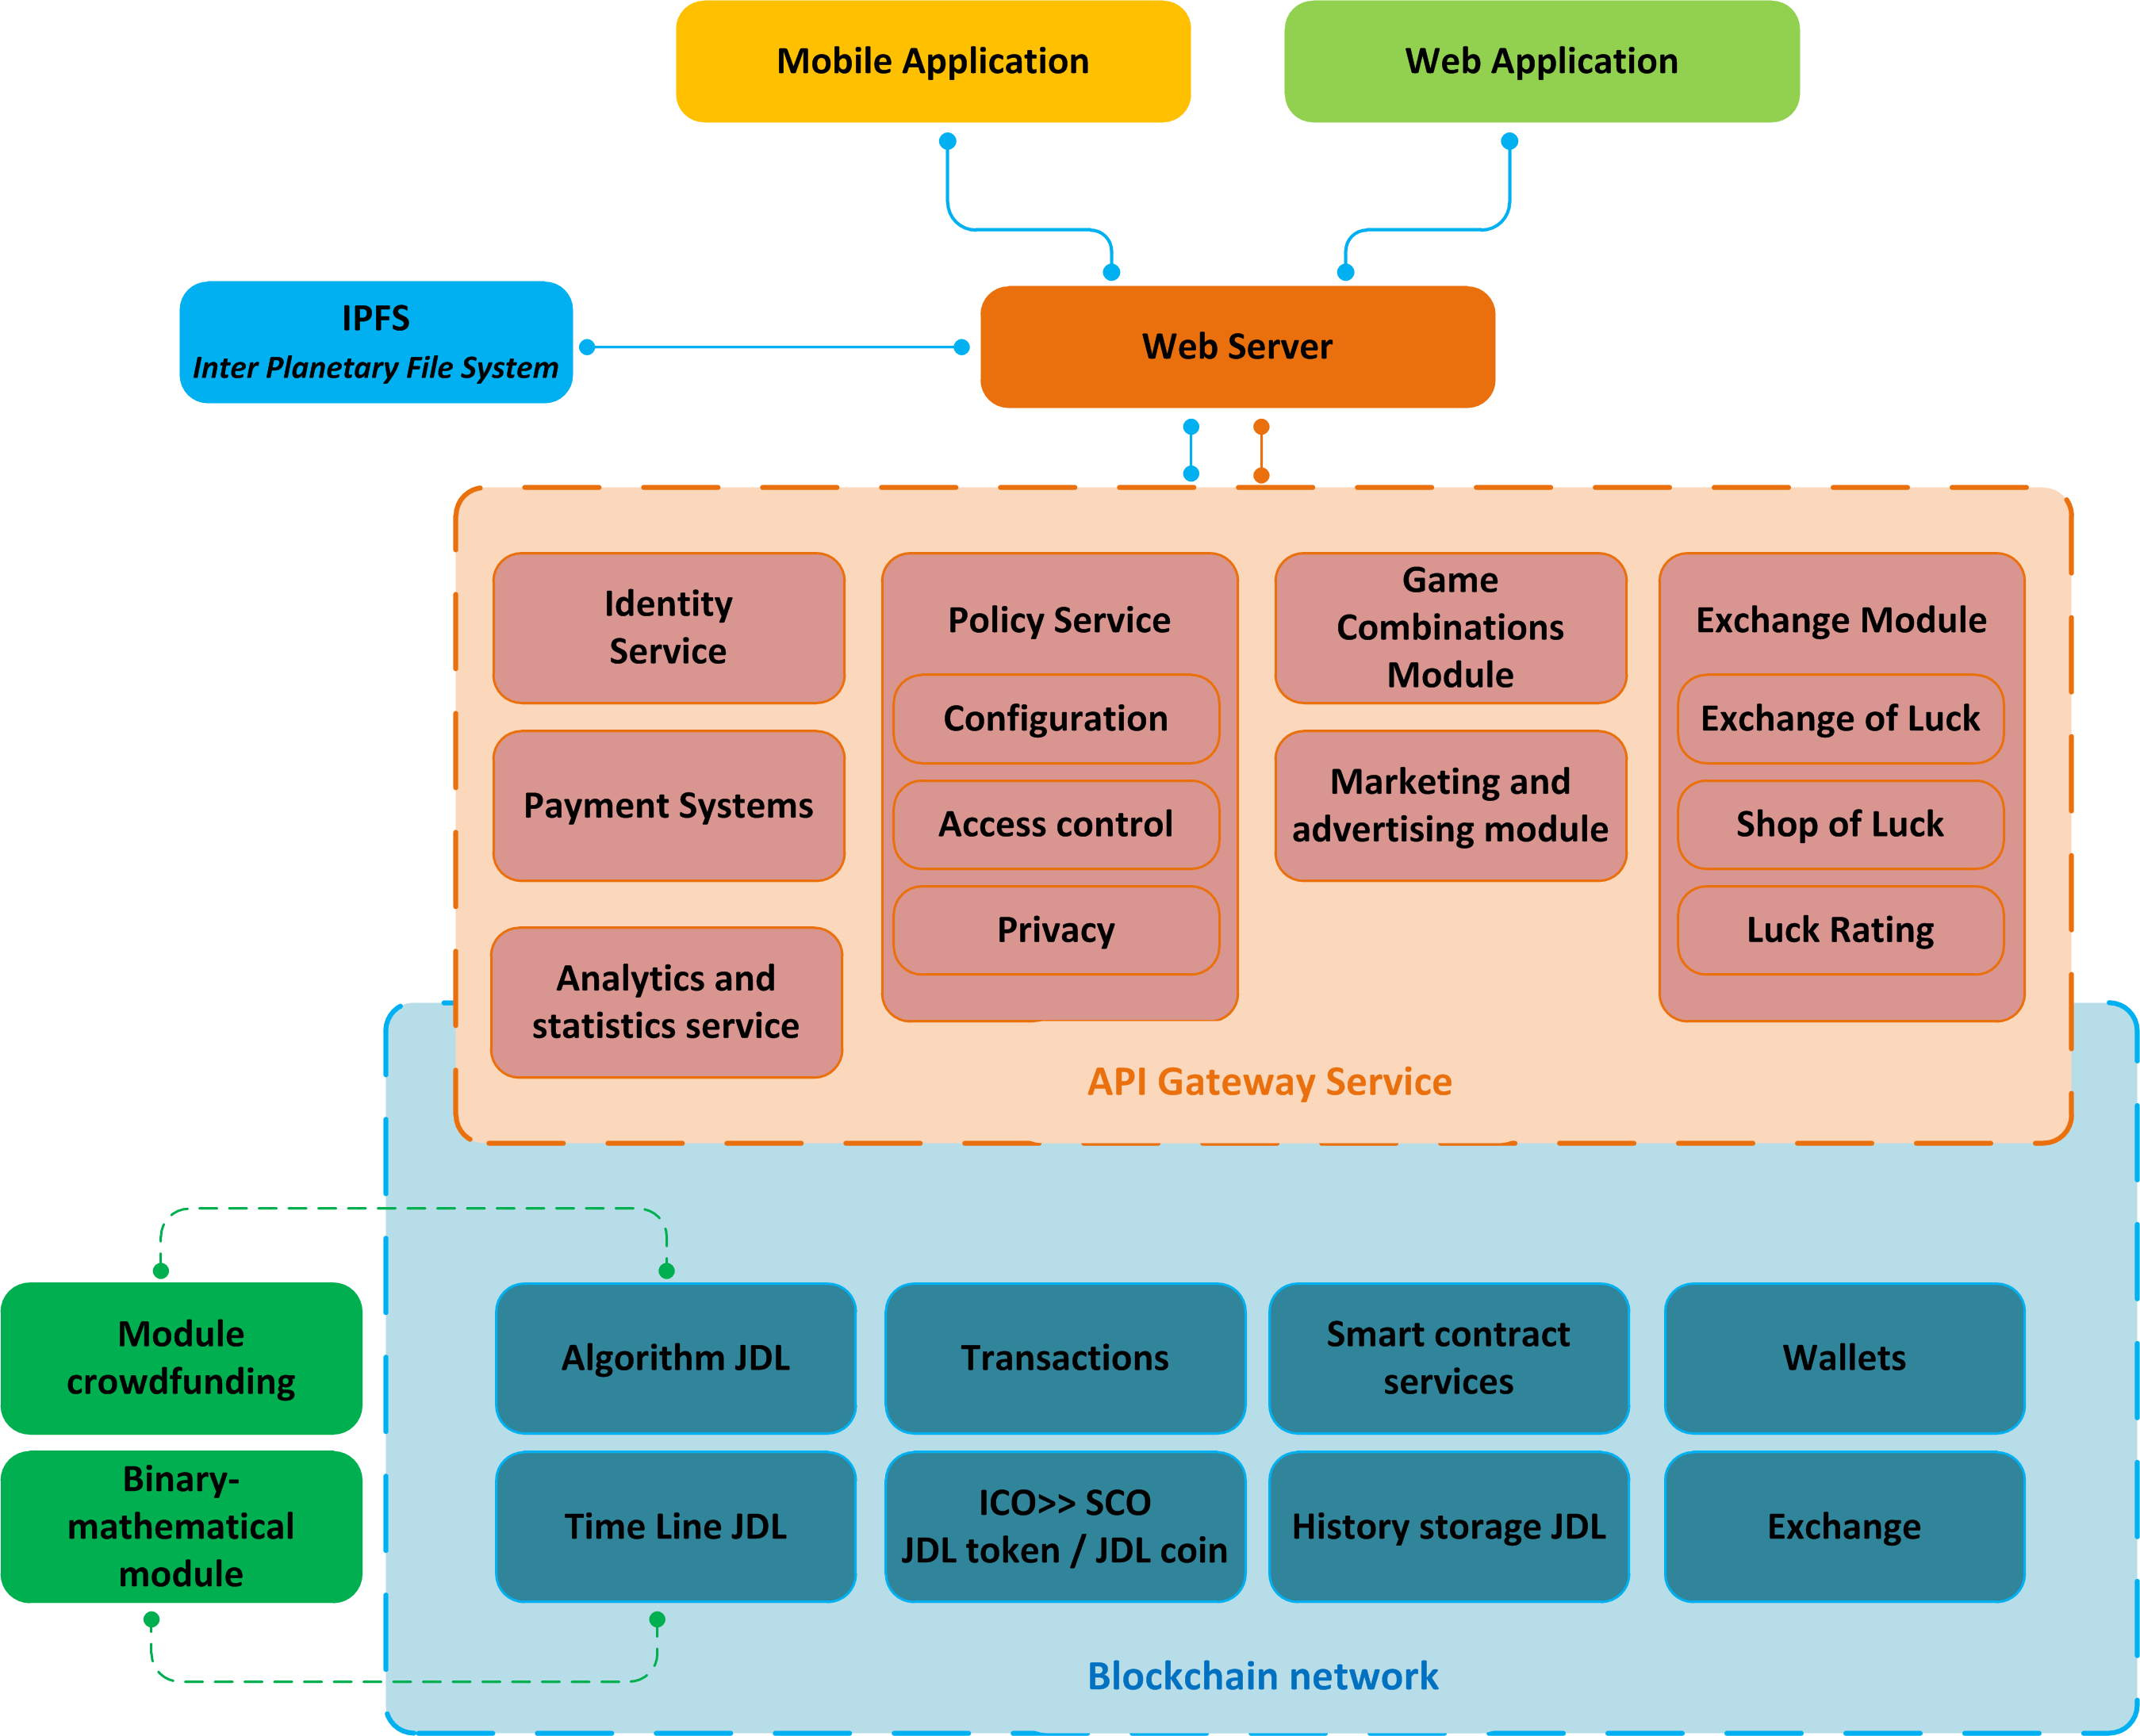 Mobile Application
Web Application
IPFS
Inter Planetary File System
Web Server
Identity
Service
Policy Service
Game
Combinations
Module
Exchange Module
Configuration
Exchange of Luck
Payment Systems
Access control
Marketing and
advertising module
Shop of Luck
Privacy
Luck Rating
Analytics and
statistics service
API Gateway Service
Module
crowdfunding
Algorithm JDL
Transactions
Smart contract
services
Wallets
Binary-
mathematical
module
Time Line JDL
ICO>> SCO
JDL token / JDL coin
History storage JDL
Exchange
Blockchain network